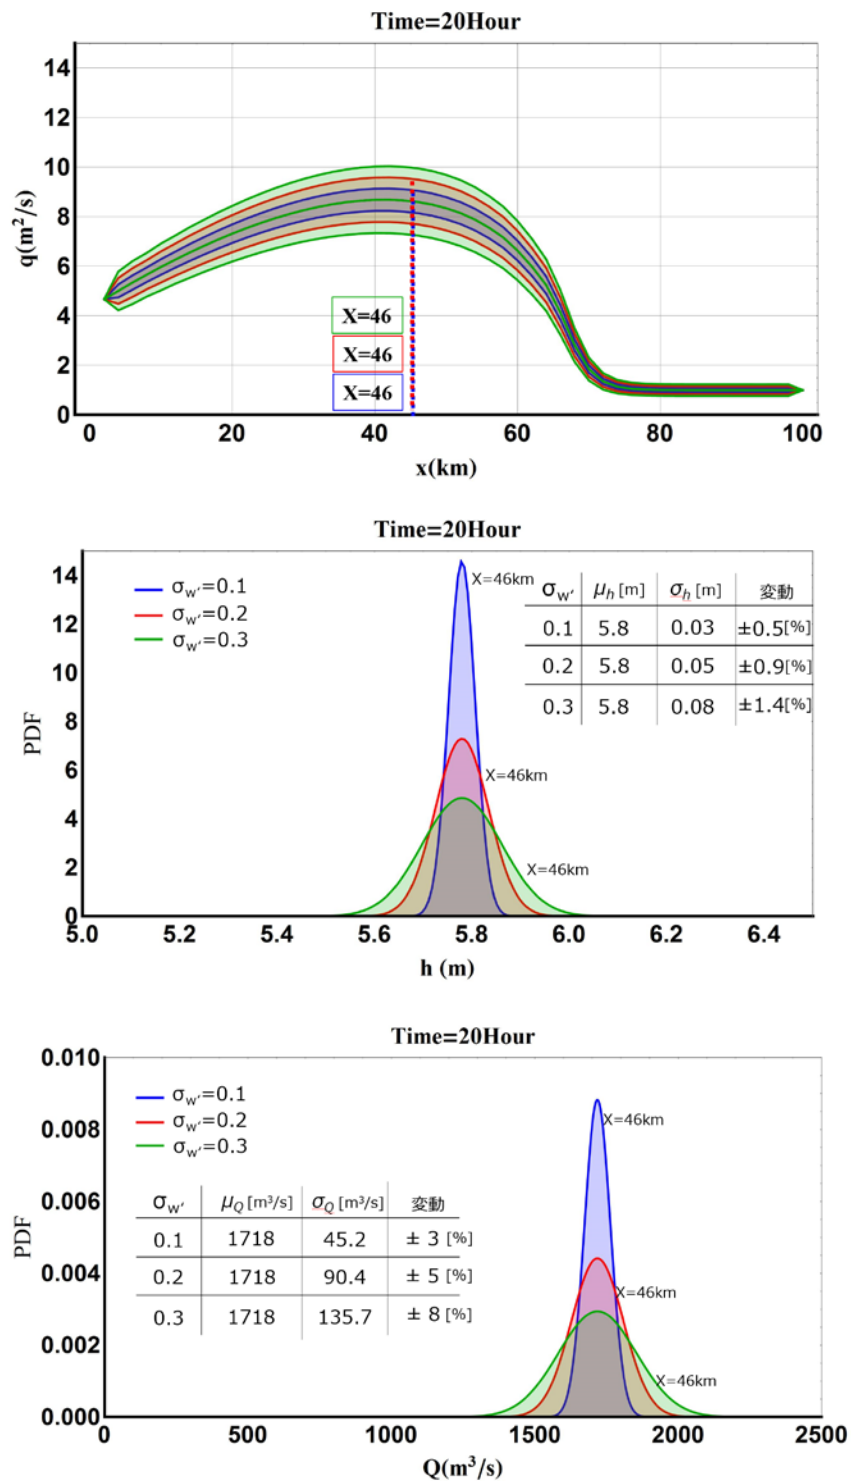 Time=20Hour
14
12
10
8
6
4
2
0
q(m²/s)
X=46
X=46
X=46
0 20 40 60 80 100
x(km)
Time=20Hour
14
12
10
8
6
4
2
0
PDF
σw'=0.1
σw'=0.2
σw'=0.3
X=46km
X=46km
X=46km
σw' μh [m] σh [m] 変動
0.1 5.8 0.03 ±0.5[%]
0.2 5.8 0.05 ±0.9[%]
0.3 5.8 0.08 ±1.4[%]
5.0 5.2 5.4 5.6 5.8 6.0 6.2 6.4
h (m)
Time=20Hour
0.010
0.008
0.006
0.004
0.002
0.000
PDF
σw'=0.1
σw'=0.2
σw'=0.3
σw' μQ [m³/s] σQ [m³/s] 変動
0.1 1718 45.2 ± 3 [%]
0.2 1718 90.4 ± 5 [%]
0.3 1718 135.7 ± 8 [%]
X=46km
X=46km
X=46km
0 500 1000 1500 2000 2500
Q(m³/s)